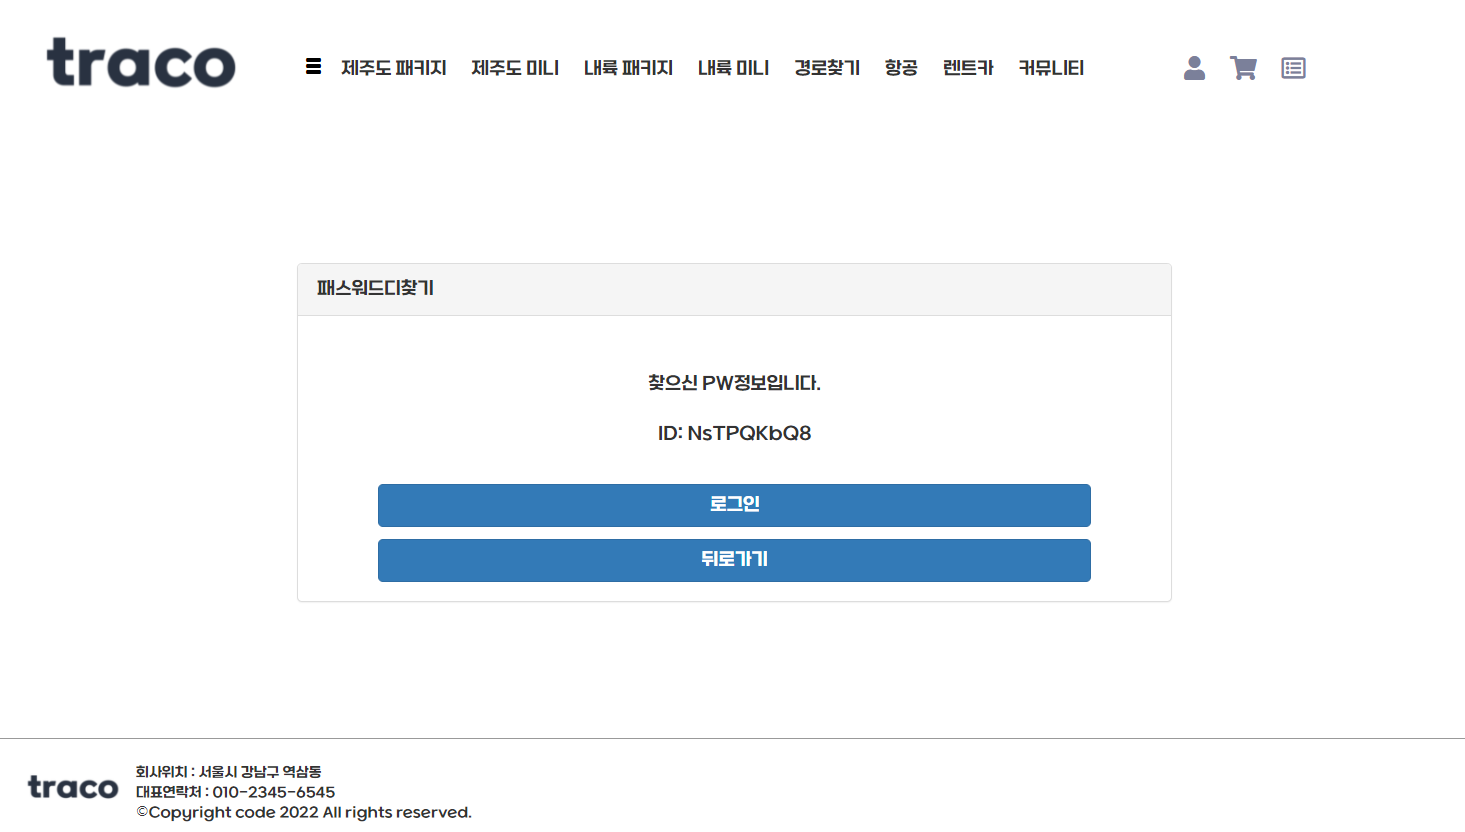 traco
제주도 패키지 제주도 미니 내륙 패키지 내륙 미니 경로찾기 항공 렌트카 커뮤니티
패스워드디찾기
찾으신 PW정보입니다.
ID: NsTPQKbQ8
로그인
뒤로가기
traco
회사위치 : 서울시 강남구 역삼동
대표연락처 : 010-2345-6545
©Copyright code 2022 All rights reserved.